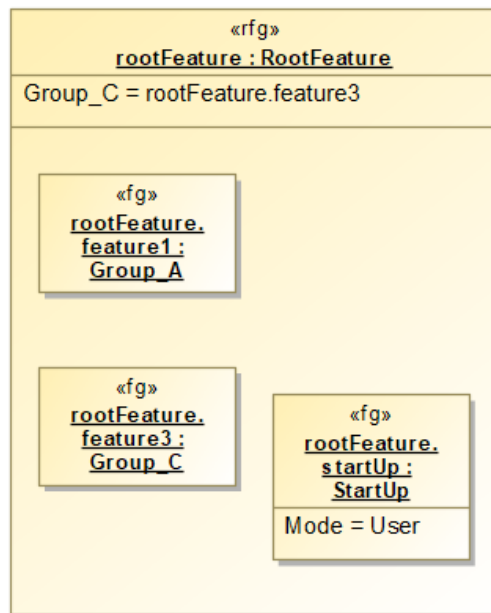 «rfg»
rootFeature : RootFeature
Group_C = rootFeature.feature3
«fg»
rootFeature.
feature1 :
Group_A
«fg»
rootFeature.
feature3 :
Group_C
«fg»
rootFeature.
startUp :
StartUp
Mode = User